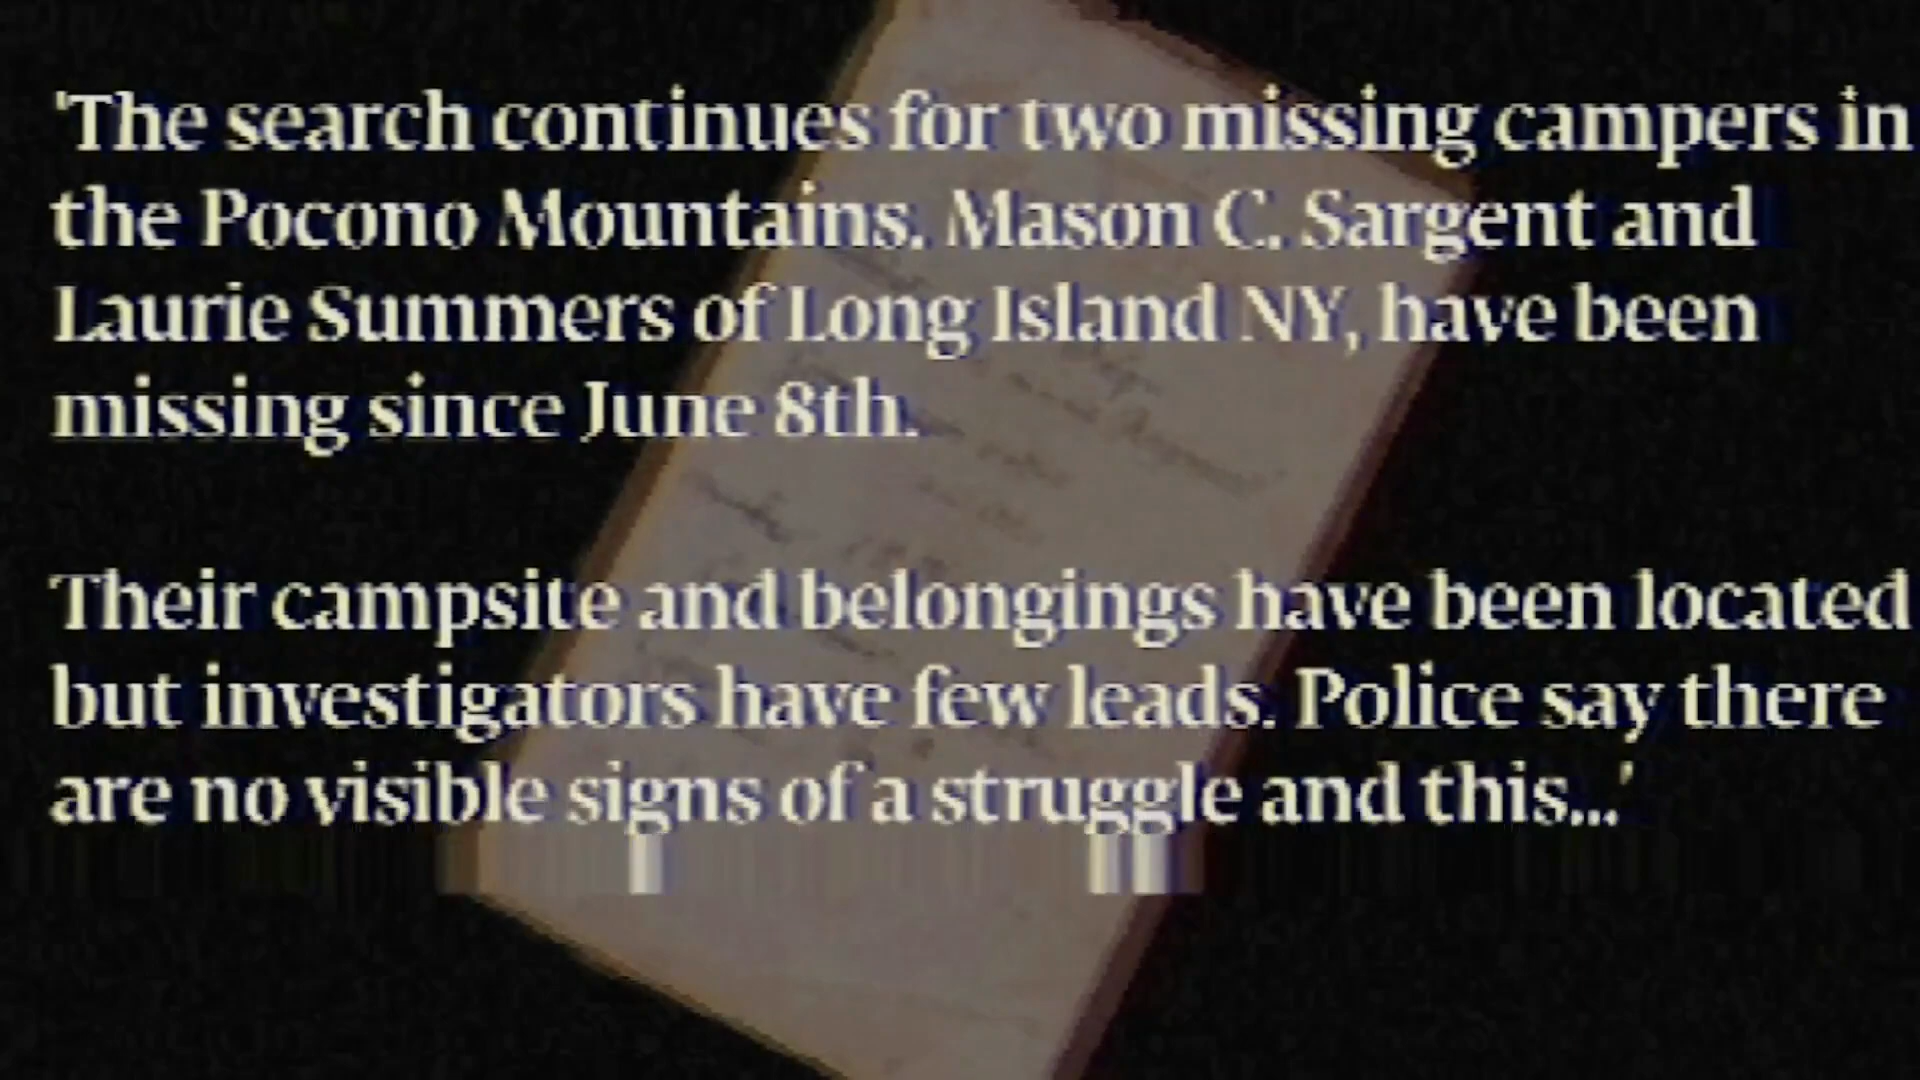 'The search continues for two missing campers in
the Pocono Mountains. Mason C. Sargent and
Laurie Summers of Long Island NY, have been
missing since June 8th.
Their campsite and belongings have been located
but investigators have few leads. Police say there
are no visible signs of a struggle and this...'